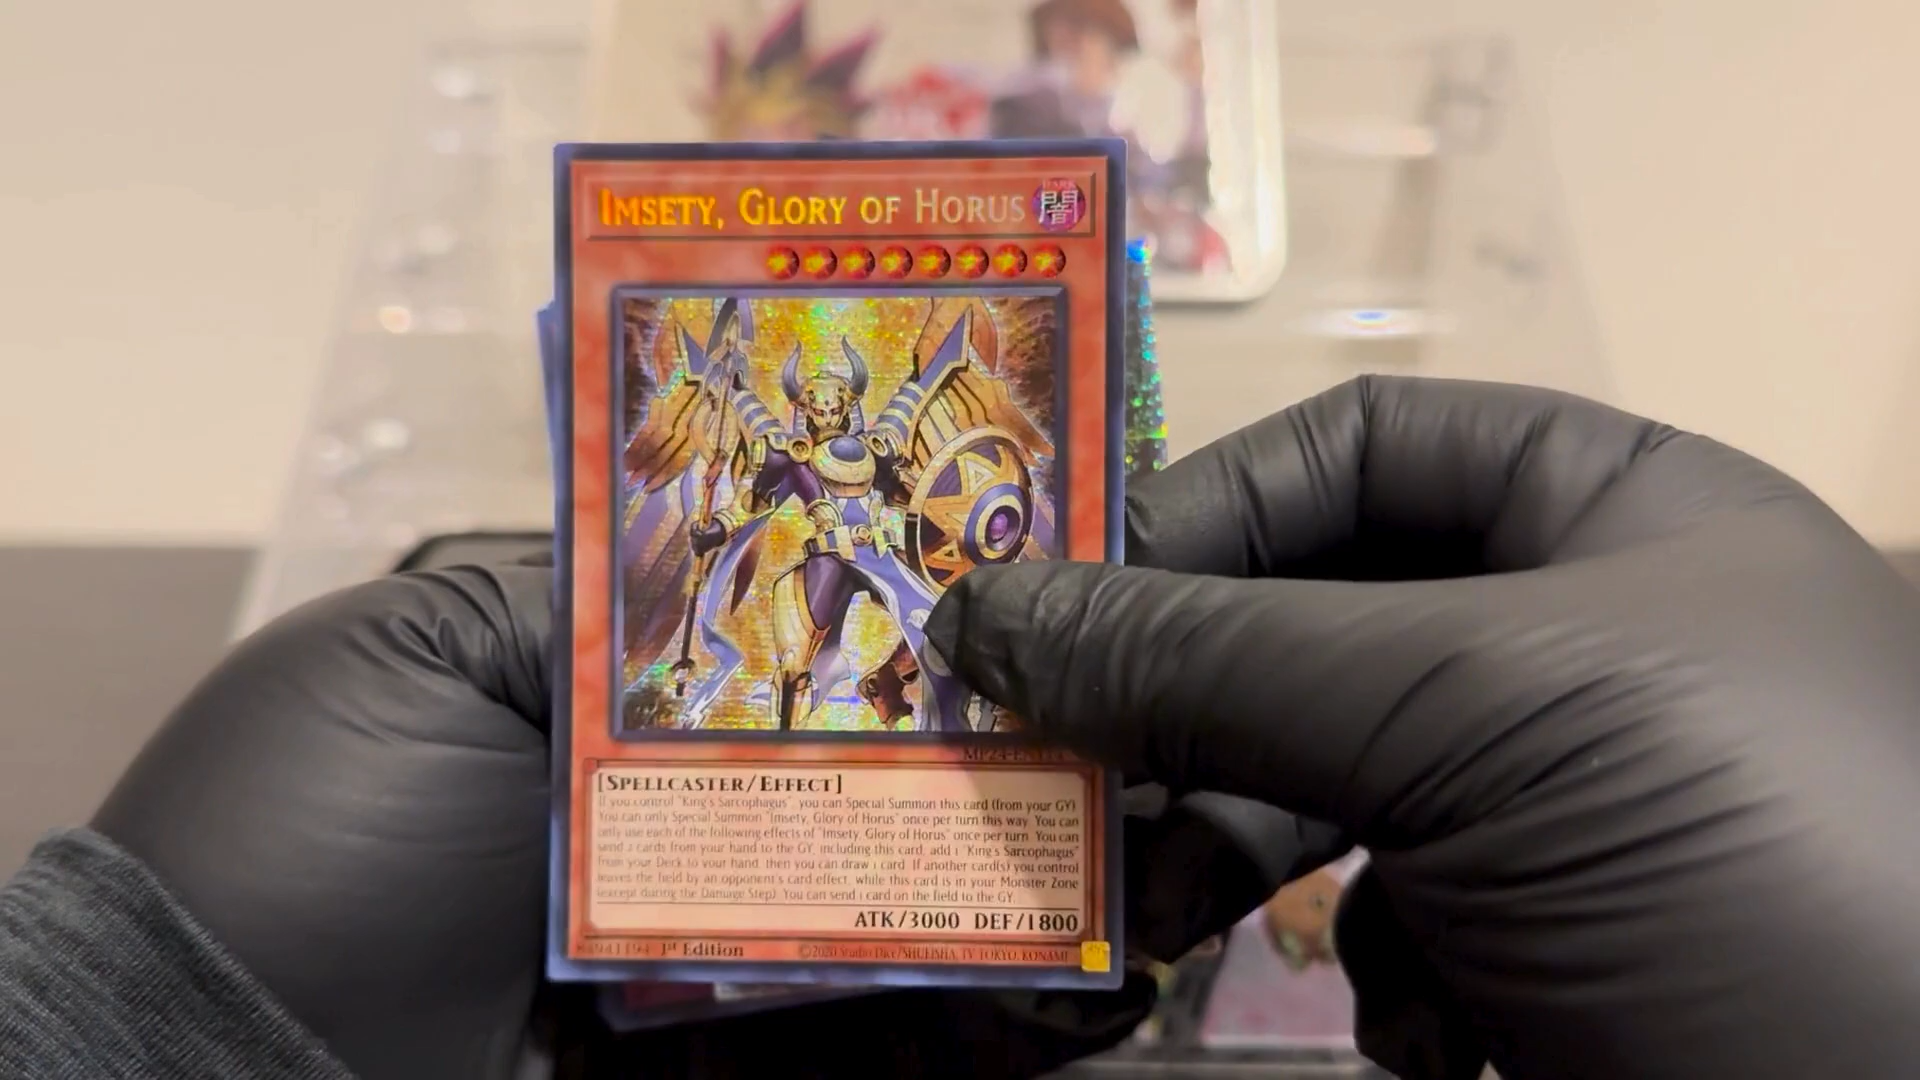 IMSETY, GLORY OF HORUS
DARK
闇
[SPELLCASTER/EFFECT]
If you control "King's Sarcophagus", you can Special Summon this card (from your GY).
You can only Special Summon "Imsety, Glory of Horus" once per turn this way. You can
only use each of the following effects of "Imsety, Glory of Horus" once per turn. You can
send 2 cards from your hand to the GY, including this card; add 1 "King's Sarcophagus"
from your Deck to your hand, then you can draw 1 card. If another card(s) you control
leaves the field by an opponent's card effect, while this card is in your Monster Zone
(except during the Damage Step): You can send 1 card on the field to the GY.
ATK/3000 DEF/1800
84941194 1st Edition
©2020 Studio Dice/SHUEISHA, TV TOKYO, KONAMI